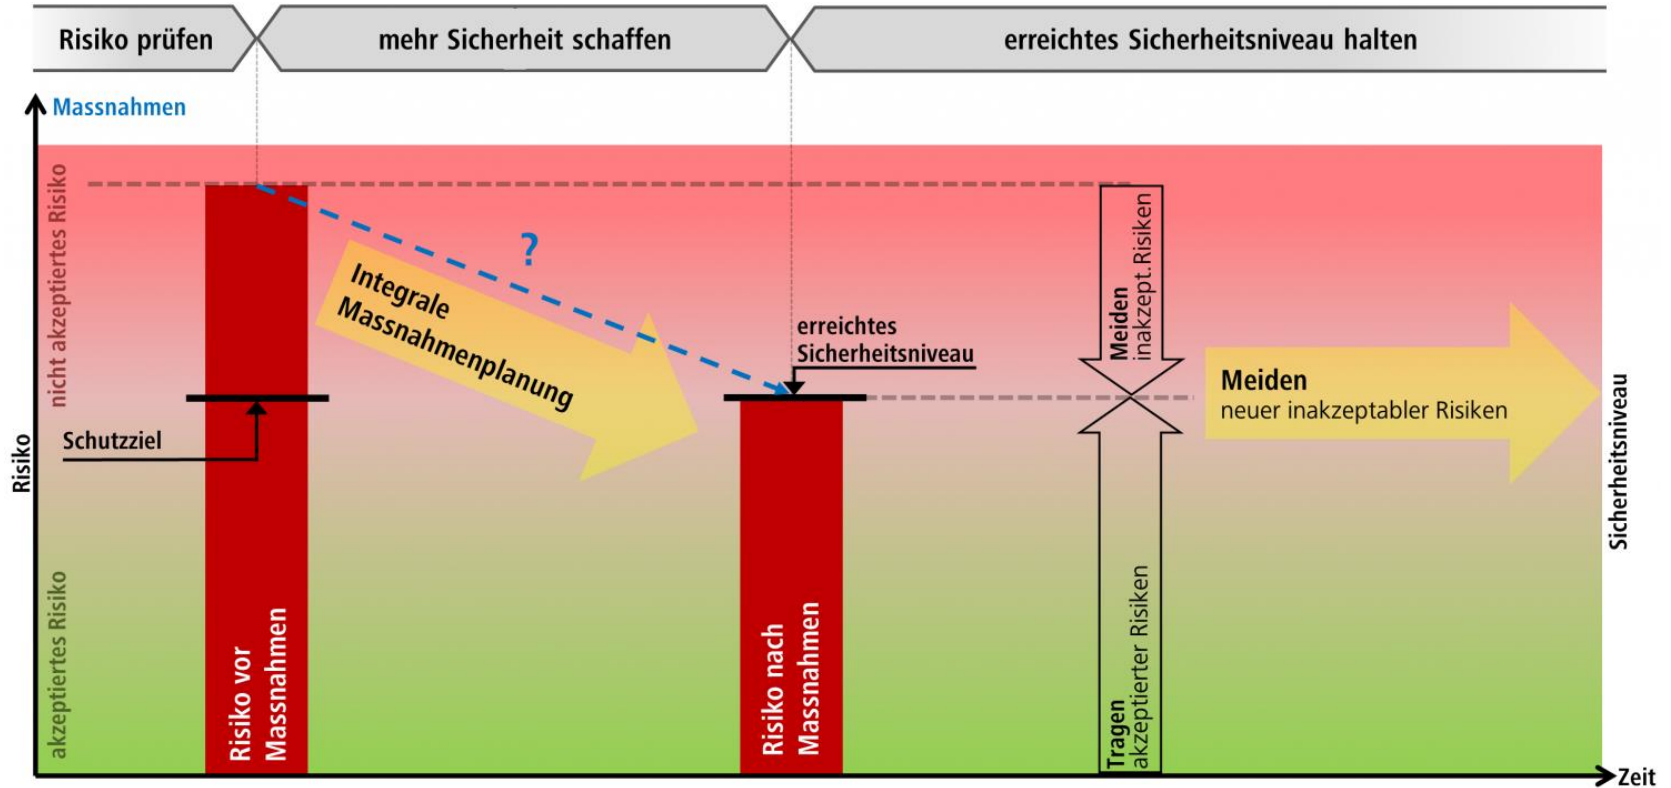 Risiko prüfen
mehr Sicherheit schaffen
erreichtes Sicherheitsniveau halten
Massnahmen
nicht akzeptiertes Risiko
akzeptiertes Risiko
Risiko
Schutzziel
Risiko vor
Massnahmen
?
Integrale
Massnahmenplanung
erreichtes
Sicherheitsniveau
Risiko nach
Massnahmen
Meiden
inakzept.Risiken
Tragen
akzeptierter Risiken
Meiden
neuer inakzeptabler Risiken
Sicherheitsniveau
Zeit